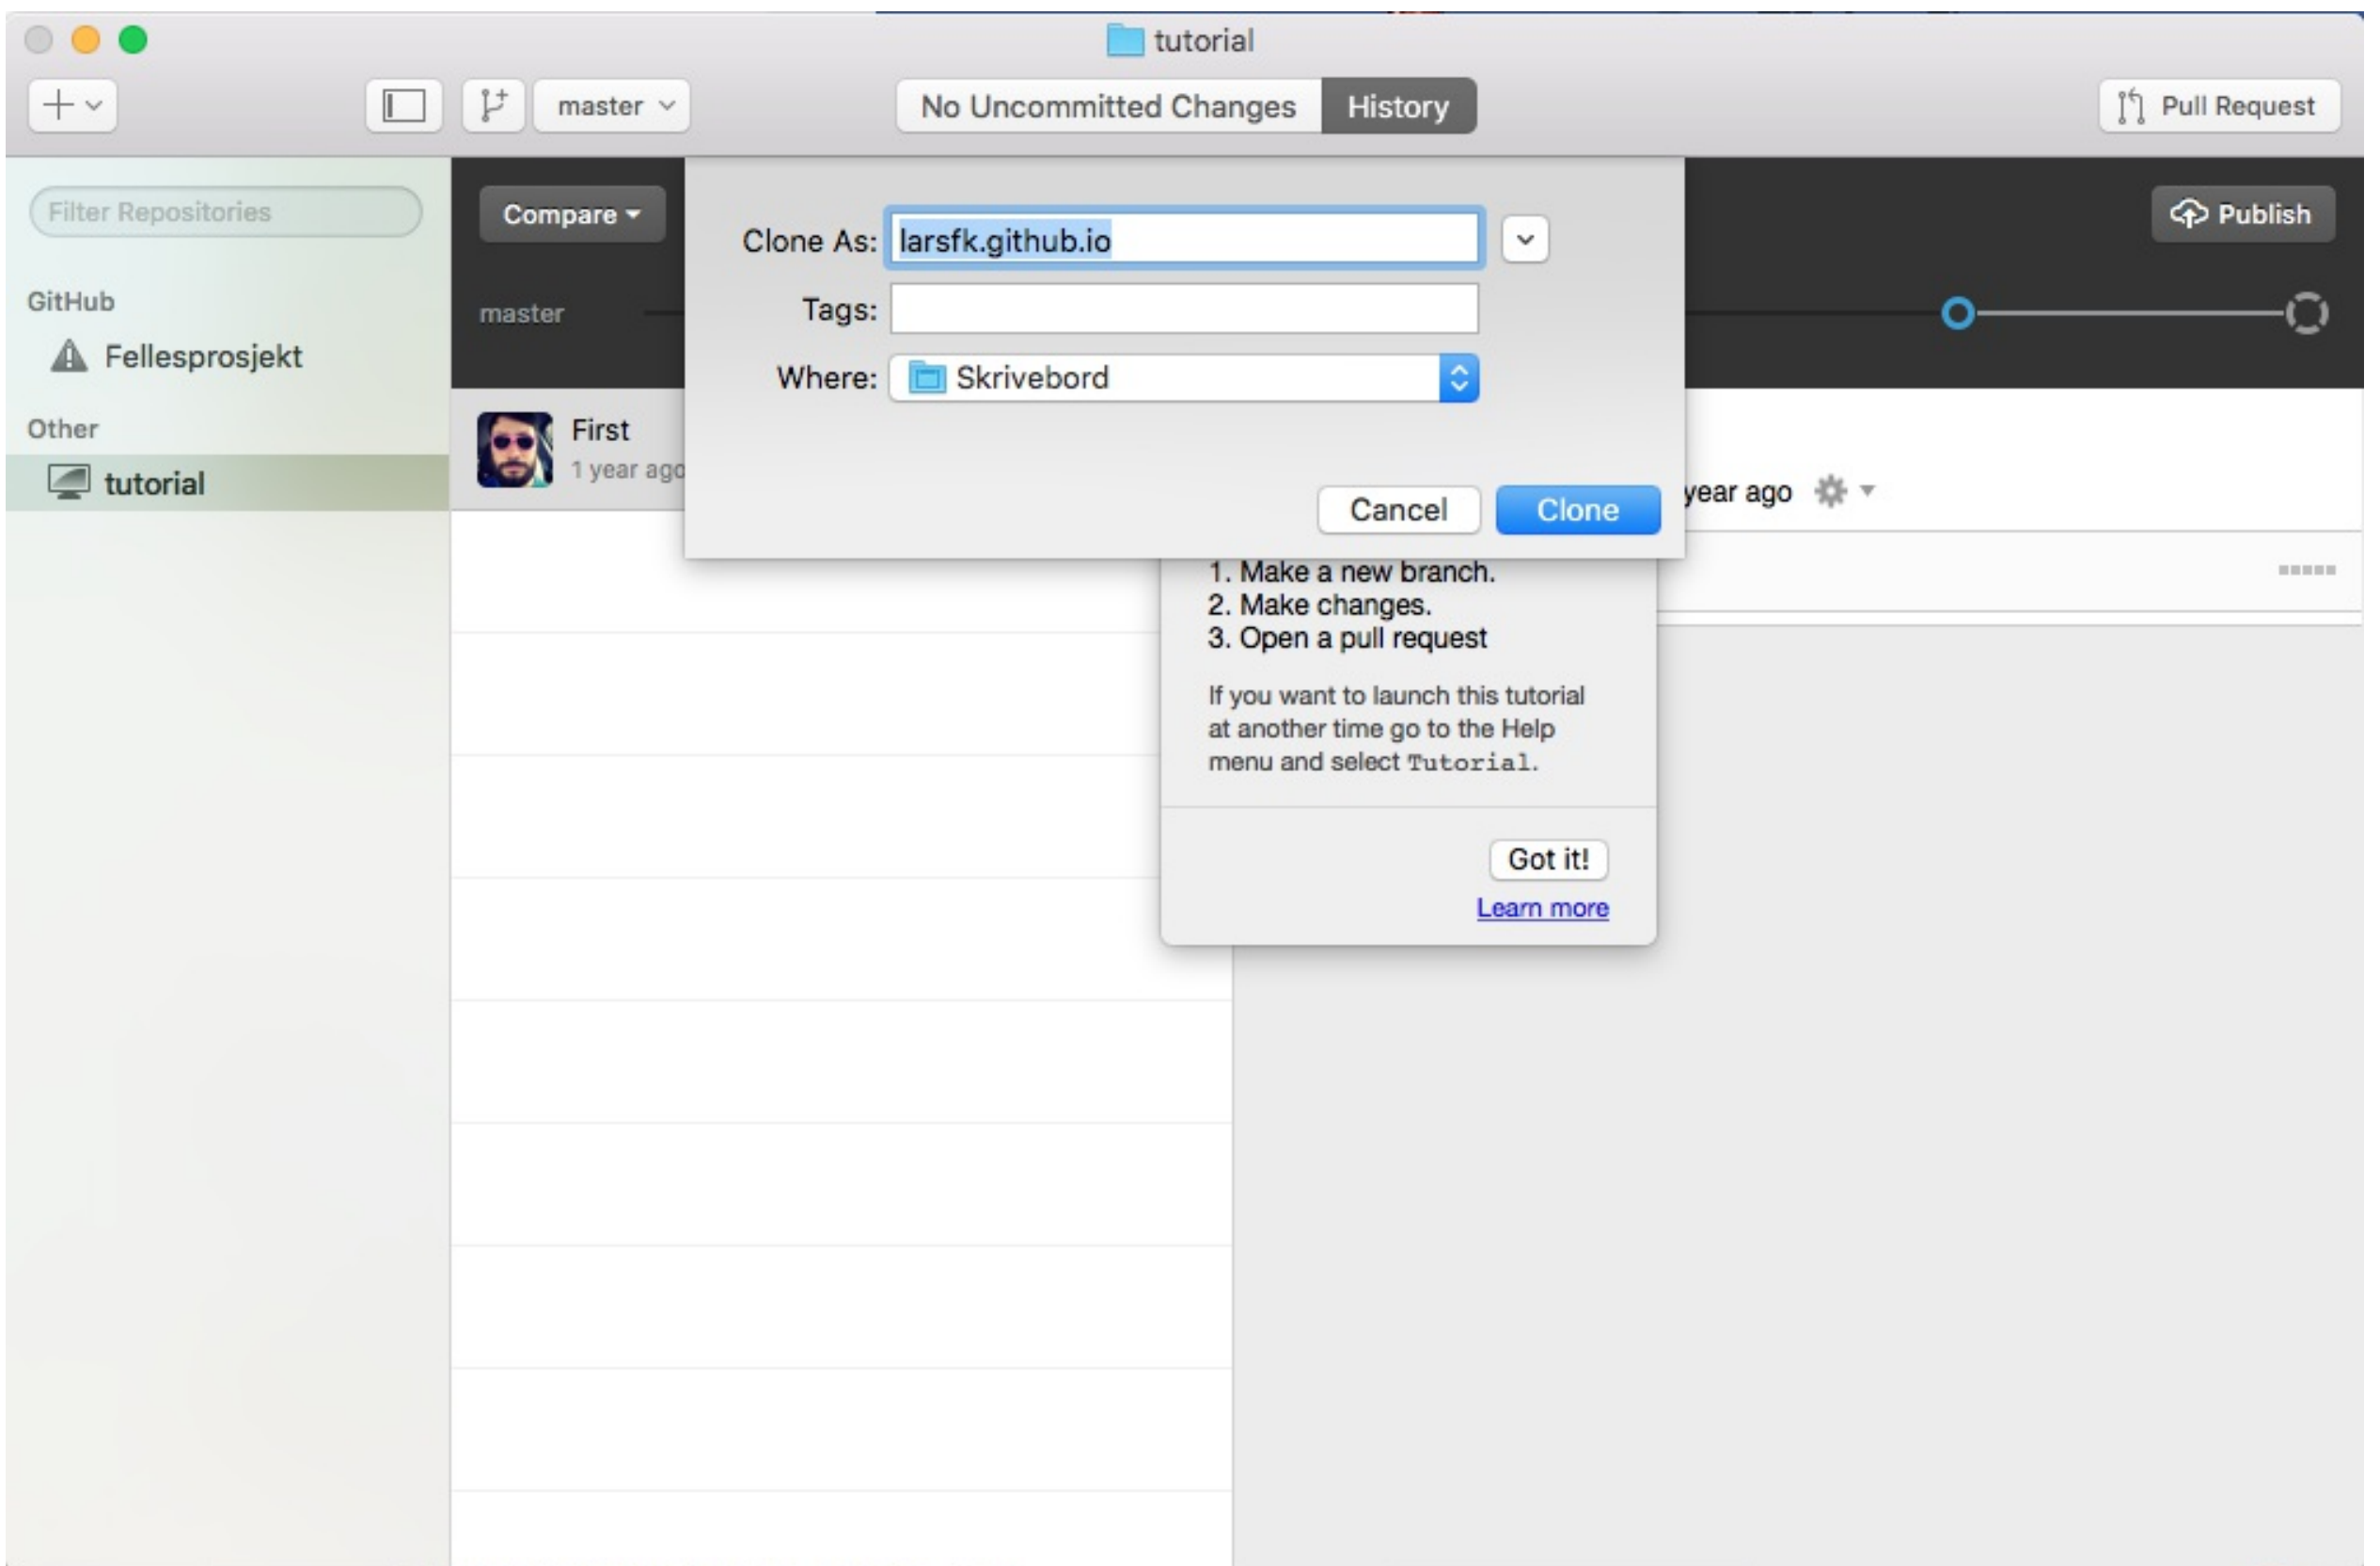 tutorial
master
No Uncommitted Changes
History
Pull Request
Filter Repositories
GitHub
Fellesprosjekt
Other
tutorial
Compare
Publish
master
Clone As: larsfk.github.io
Tags:
Where: Skrivebord
Cancel
Clone
First
1 year ago
year ago
1. Make a new branch.
2. Make changes.
3. Open a pull request
If you want to launch this tutorial
at another time go to the Help
menu and select Tutorial.
Got it!
Learn more